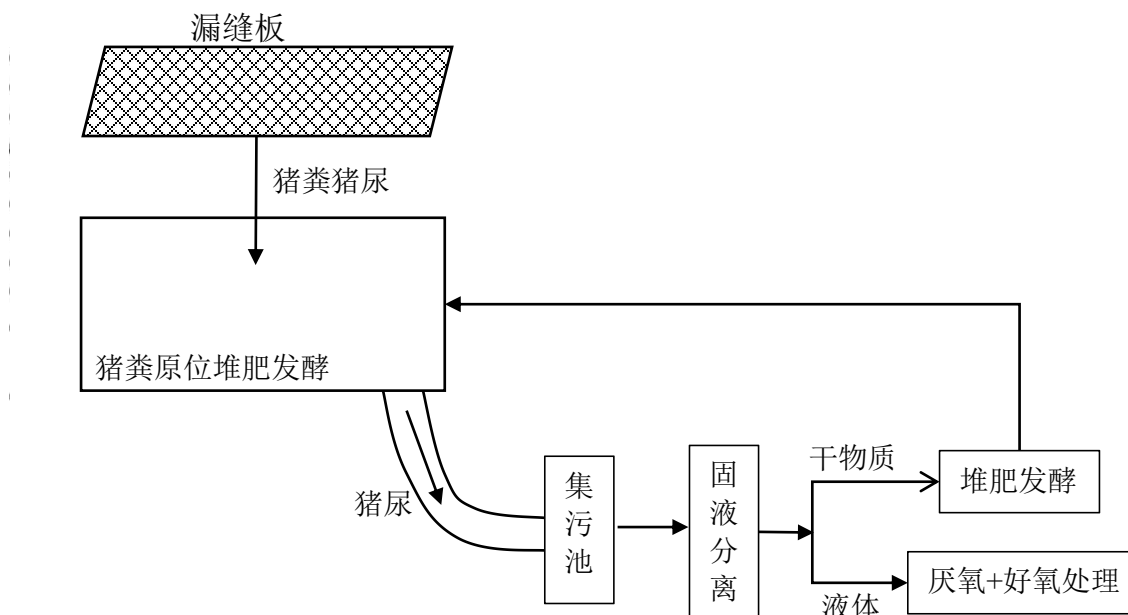 漏缝板
猪粪猪尿
猪粪原位堆肥发酵
猪尿
集污池
固液分离
干物质
堆肥发酵
厌氧+好氧处理
液体